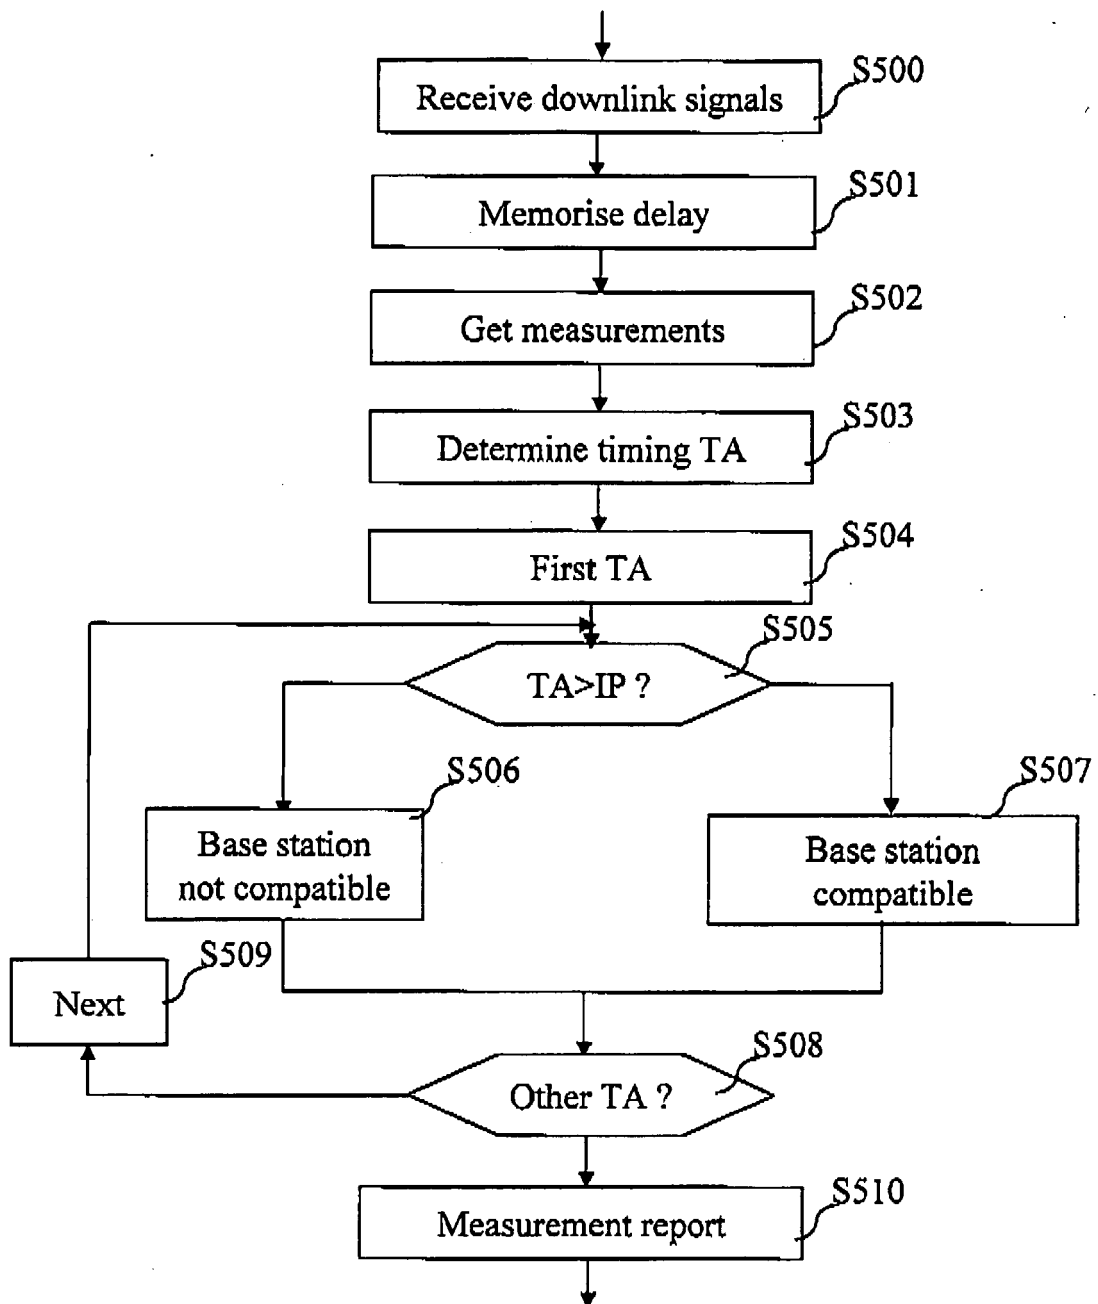 S500
Receive downlink signals
S501
Memorise delay
S502
Get measurements
S503
Determine timing TA
S504
First TA
S505
TA>IP ?
S506
Base station
not compatible
S507
Base station
compatible
S509
Next
S508
Other TA ?
S510
Measurement report